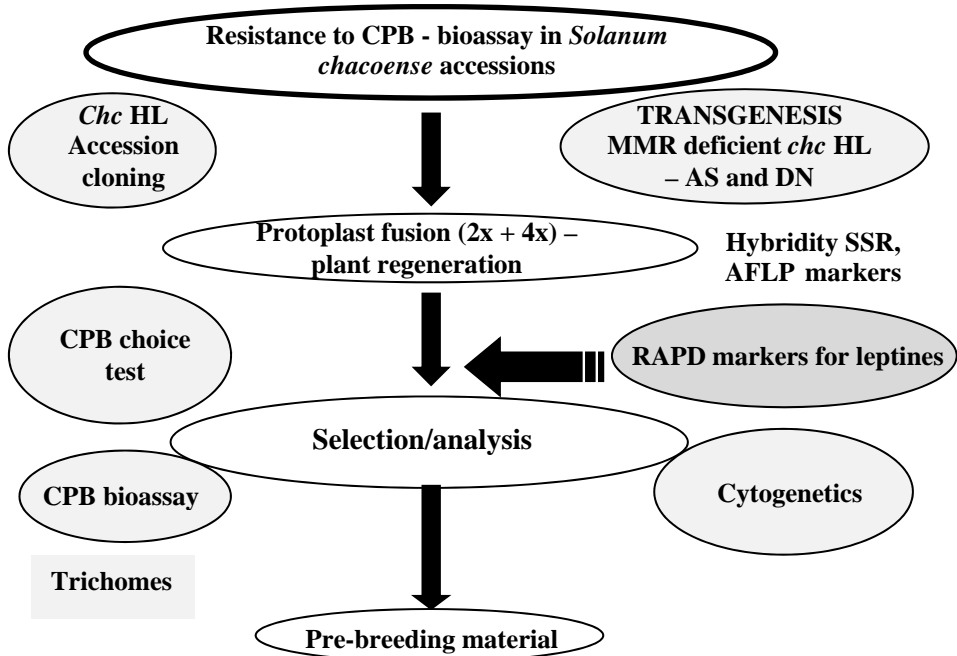 Resistance to CPB - bioassay in Solanum
chacoense accessions
Chc HL
Accession
cloning
TRANSGENESIS
MMR deficient chc HL
– AS and DN
Protoplast fusion (2x + 4x) –
plant regeneration
Hybridity SSR,
AFLP markers
CPB choice
test
RAPD markers for leptines
Selection/analysis
CPB bioassay
Cytogenetics
Trichomes
Pre-breeding material